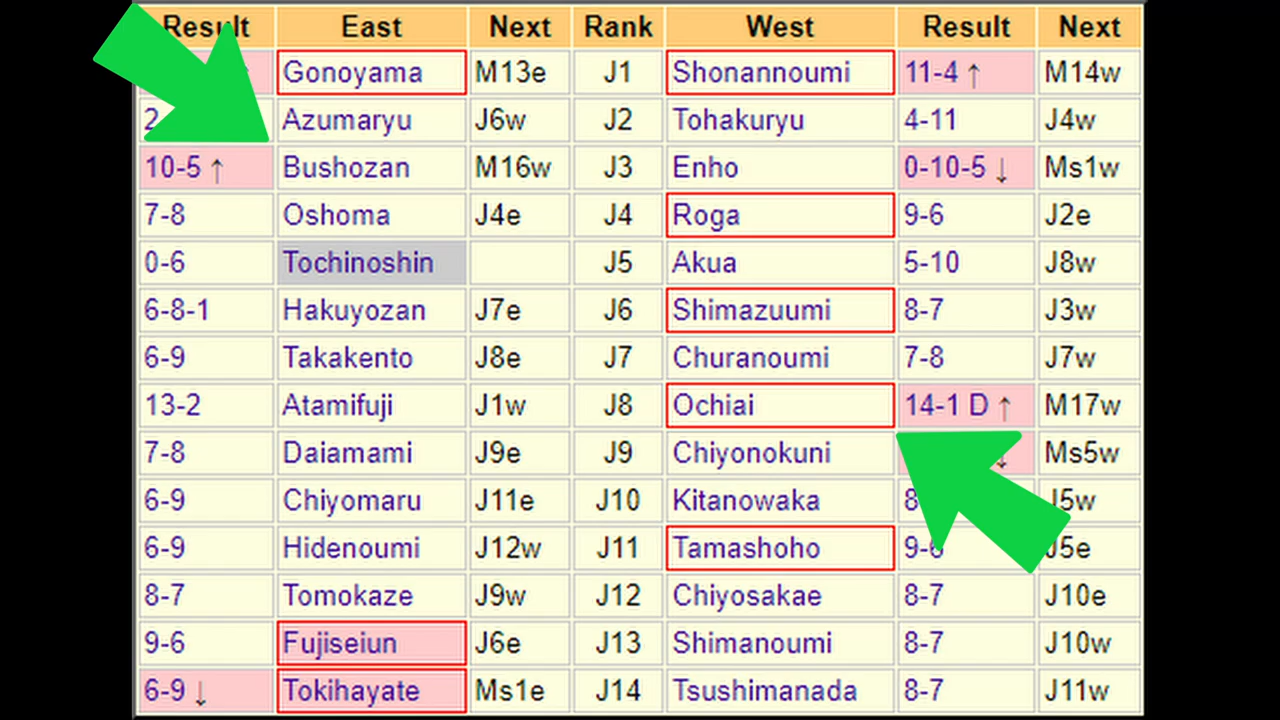 Result East Next Rank West Result Next
Gonoyama M13e J1 Shonannoumi 11-4 ↑ M14w
Azumaryu J6w J2 Tohakuryu 4-11 J4w
10-5 ↑ Bushozan M16w J3 Enho 0-10-5 ↓ Ms1w
7-8 Oshoma J4e J4 Roga 9-6 J2e
0-6 Tochinoshin J5 Akua 5-10 J8w
6-8-1 Hakuyozan J7e J6 Shimazuumi 8-7 J3w
6-9 Takakento J8e J7 Churanoumi 7-8 J7w
13-2 Atamifuji J1w J8 Ochiai 14-1 D ↑ M17w
7-8 Daiamami J9e J9 Chiyonokuni ↓ Ms5w
6-9 Chiyomaru J11e J10 Kitanowaka J5w
6-9 Hidenoumi J12w J11 Tamashoho 9-6 J5e
8-7 Tomokaze J9w J12 Chiyosakae 8-7 J10e
9-6 Fujiseiun J6e J13 Shimanoumi 8-7 J10w
6-9 ↓ Tokihayate Ms1e J14 Tsushimanada 8-7 J11w